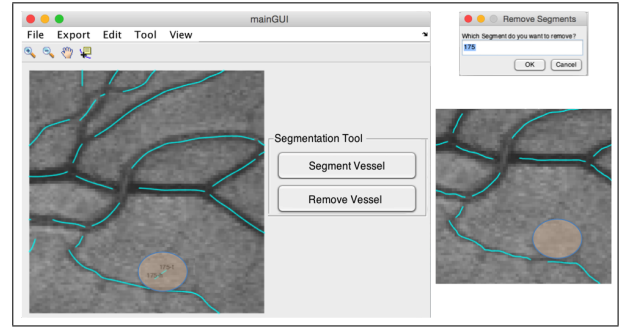 mainGUI
File Export Edit Tool View
Segmentation Tool
Segment Vessel
Remove Vessel
Remove Segments
Which Segment do you want to remove?
175
OK Cancel